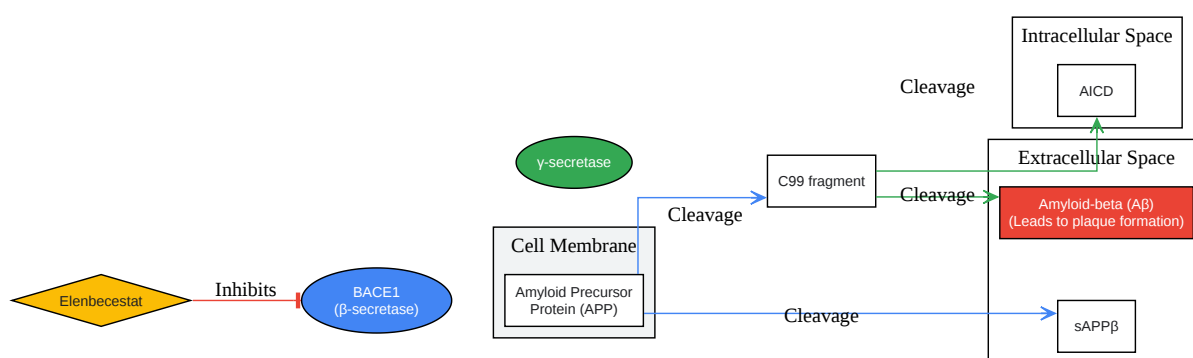 Intracellular Space
Cleavage
AICD
γ-secretase
Extracellular Space
C99 fragment
Cleavage
Amyloid-beta (Aβ)
(Leads to plaque formation)
Cleavage
Cell Membrane
Elenbecestat
Inhibits
BACE1
(β-secretase)
Amyloid Precursor
Protein (APP)
Cleavage
sAPPβ